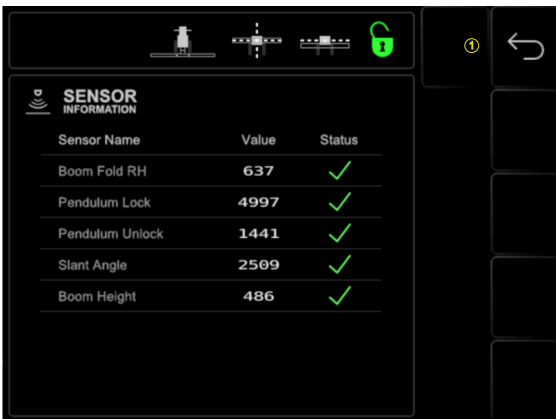 ①
SENSOR
INFORMATION
Sensor Name Value Status
Boom Fold RH 637
Pendulum Lock 4997
Pendulum Unlock 1441
Slant Angle 2509
Boom Height 486